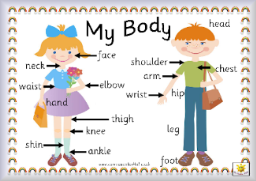 My Body
head
face
neck
shoulder
chest
arm
waist
elbow
wrist
hip
hand
thigh
knee
leg
shin
ankle
foot